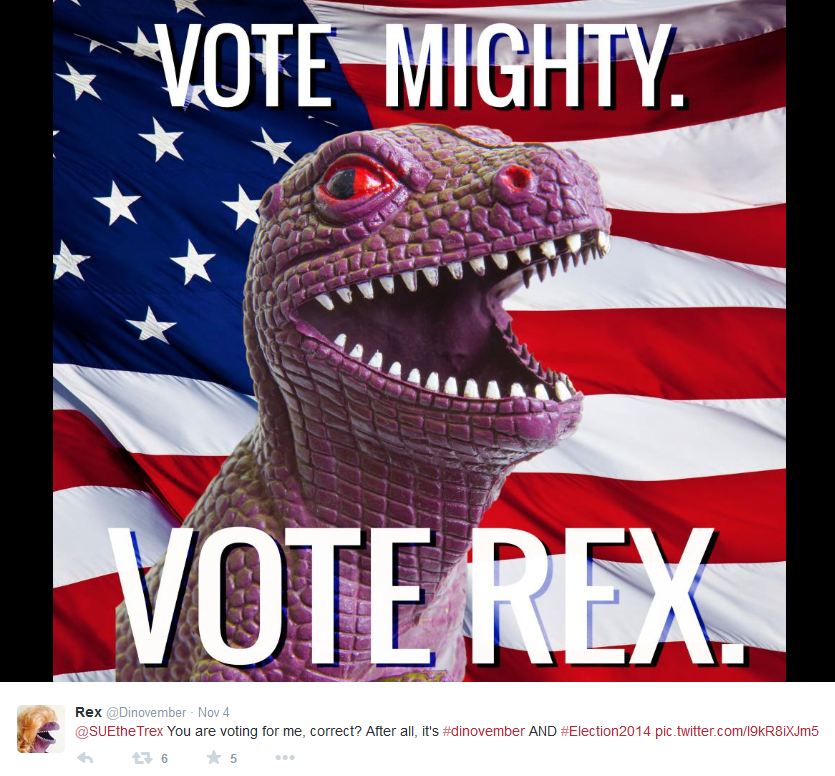 VOTE MIGHTY.
VOTE REX.
Rex @Dinovember · Nov 4
@SUEtheTrex You are voting for me, correct? After all, it's #dinovember AND #Election2014 pic.twitter.com/l9kR8iXJm5
6 5